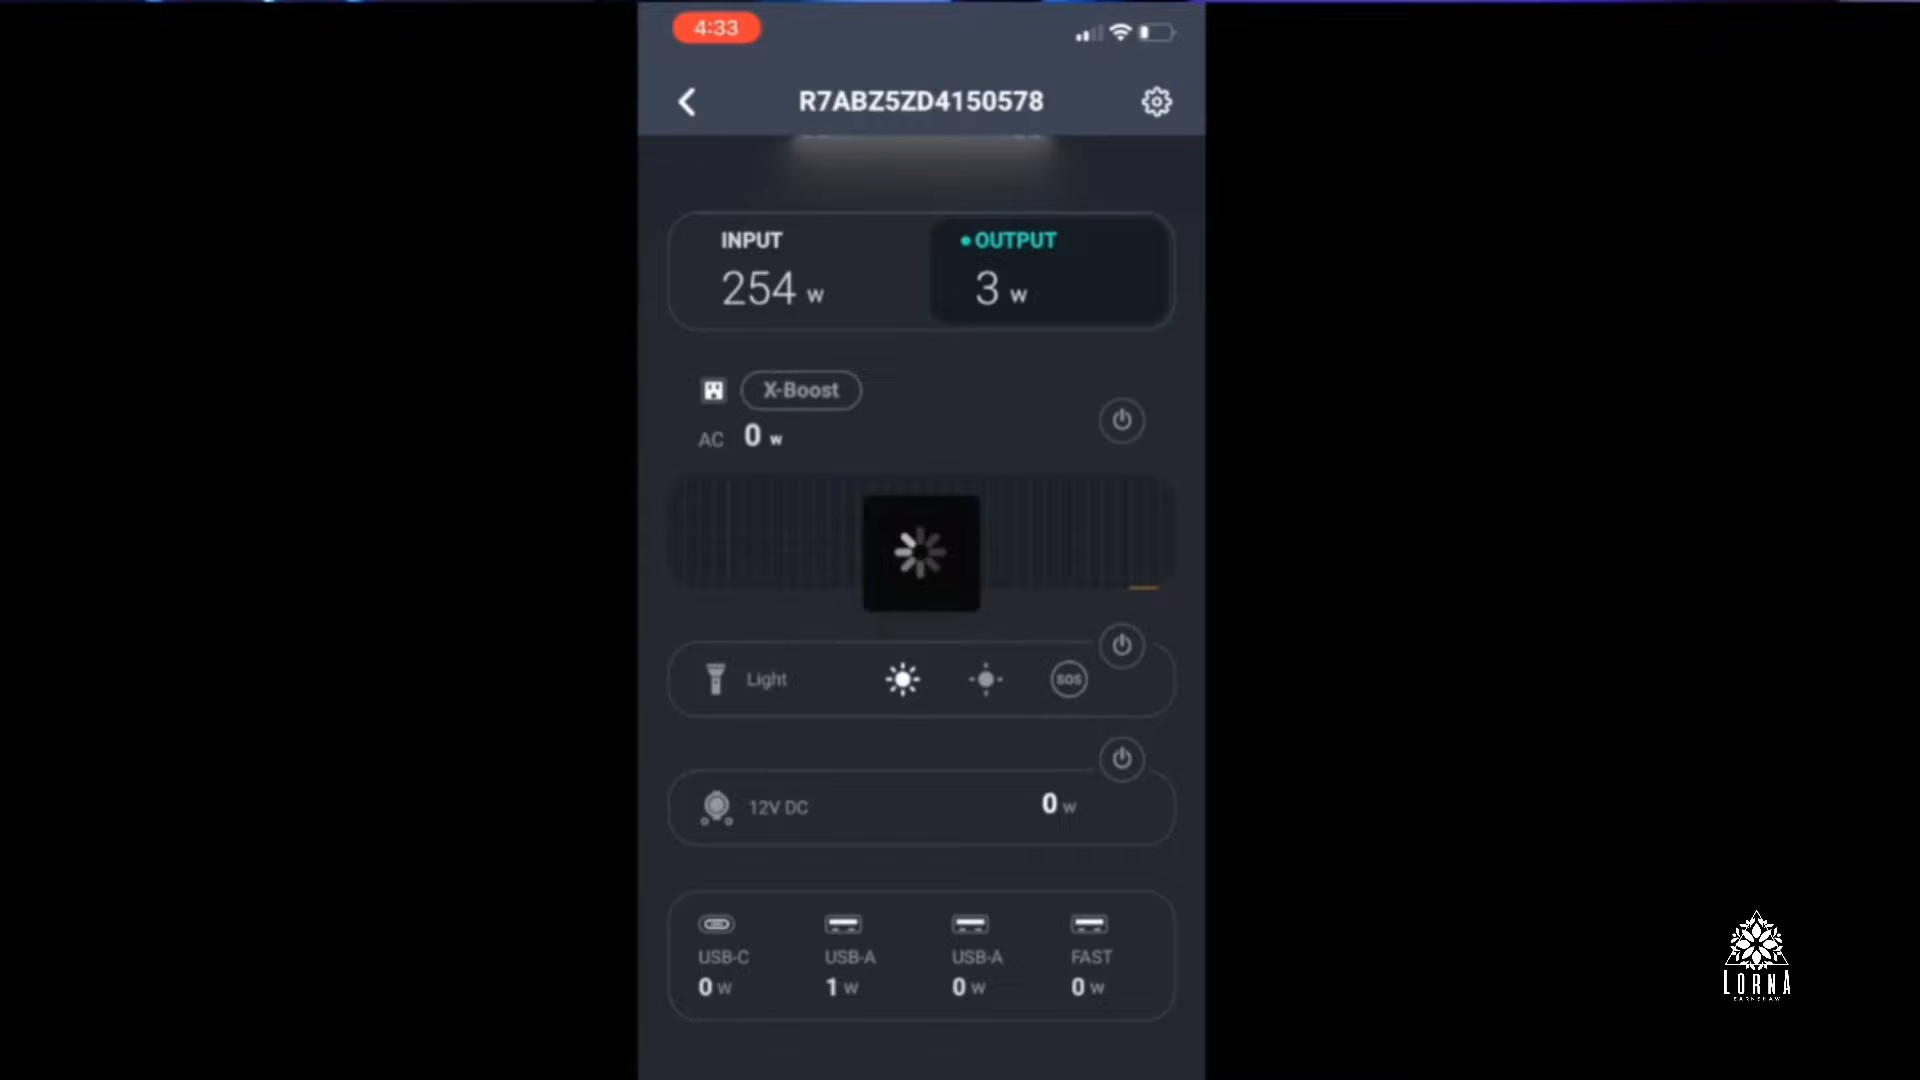 4:33
R7ABZ5ZD4150578
INPUT
254 w
OUTPUT
3 w
X-Boost
AC 0 w
Light
SOS
12V DC
0 w
USB-C
0 w
USB-A
1 w
USB-A
0 w
FAST
0 w
LORNA
EARNSHAW